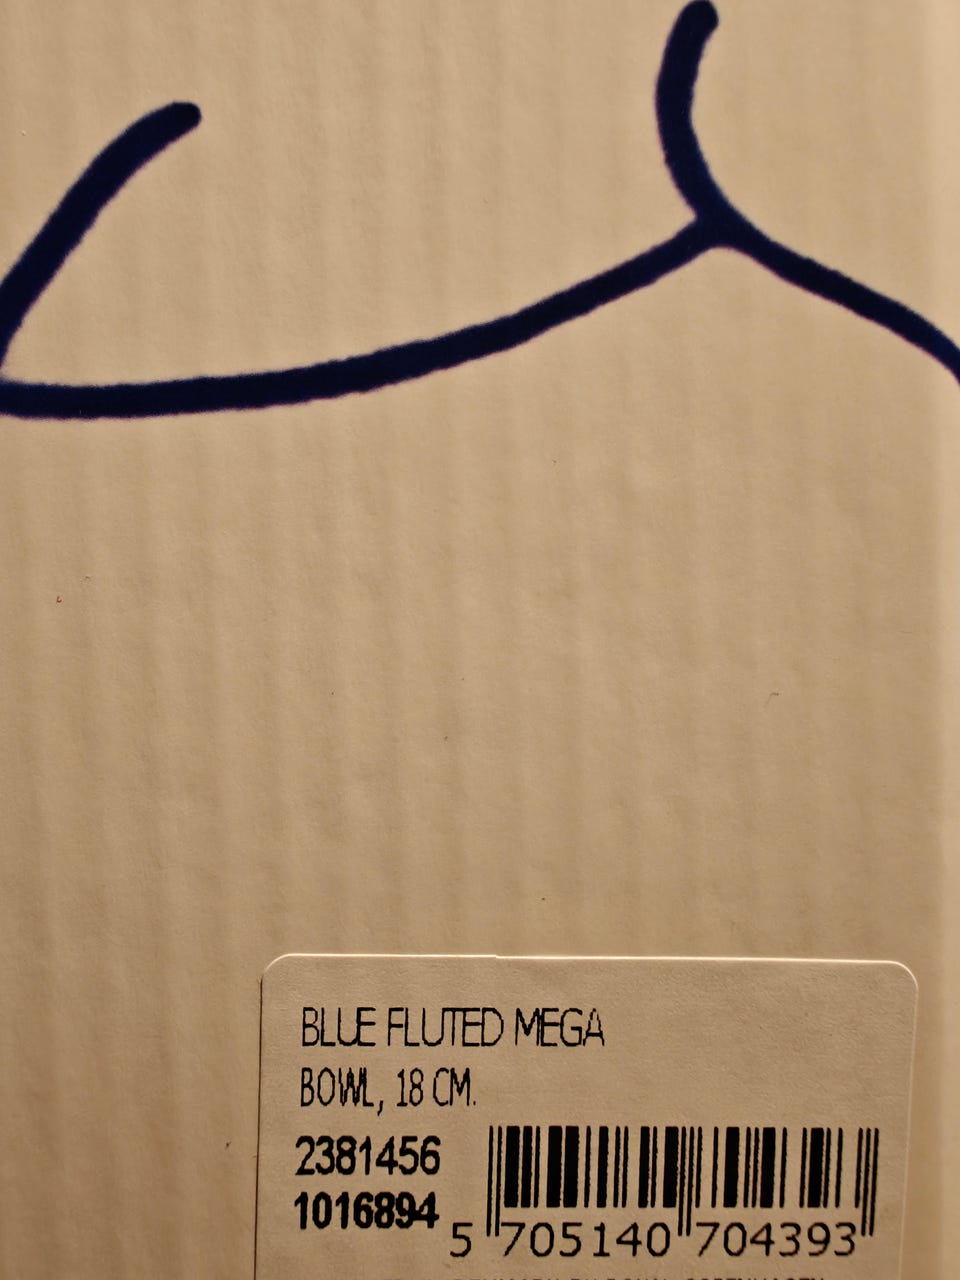 BLUE FLUTED MEGA
BOWL, 18 CM.
2381456
1016894
5 705140 704393